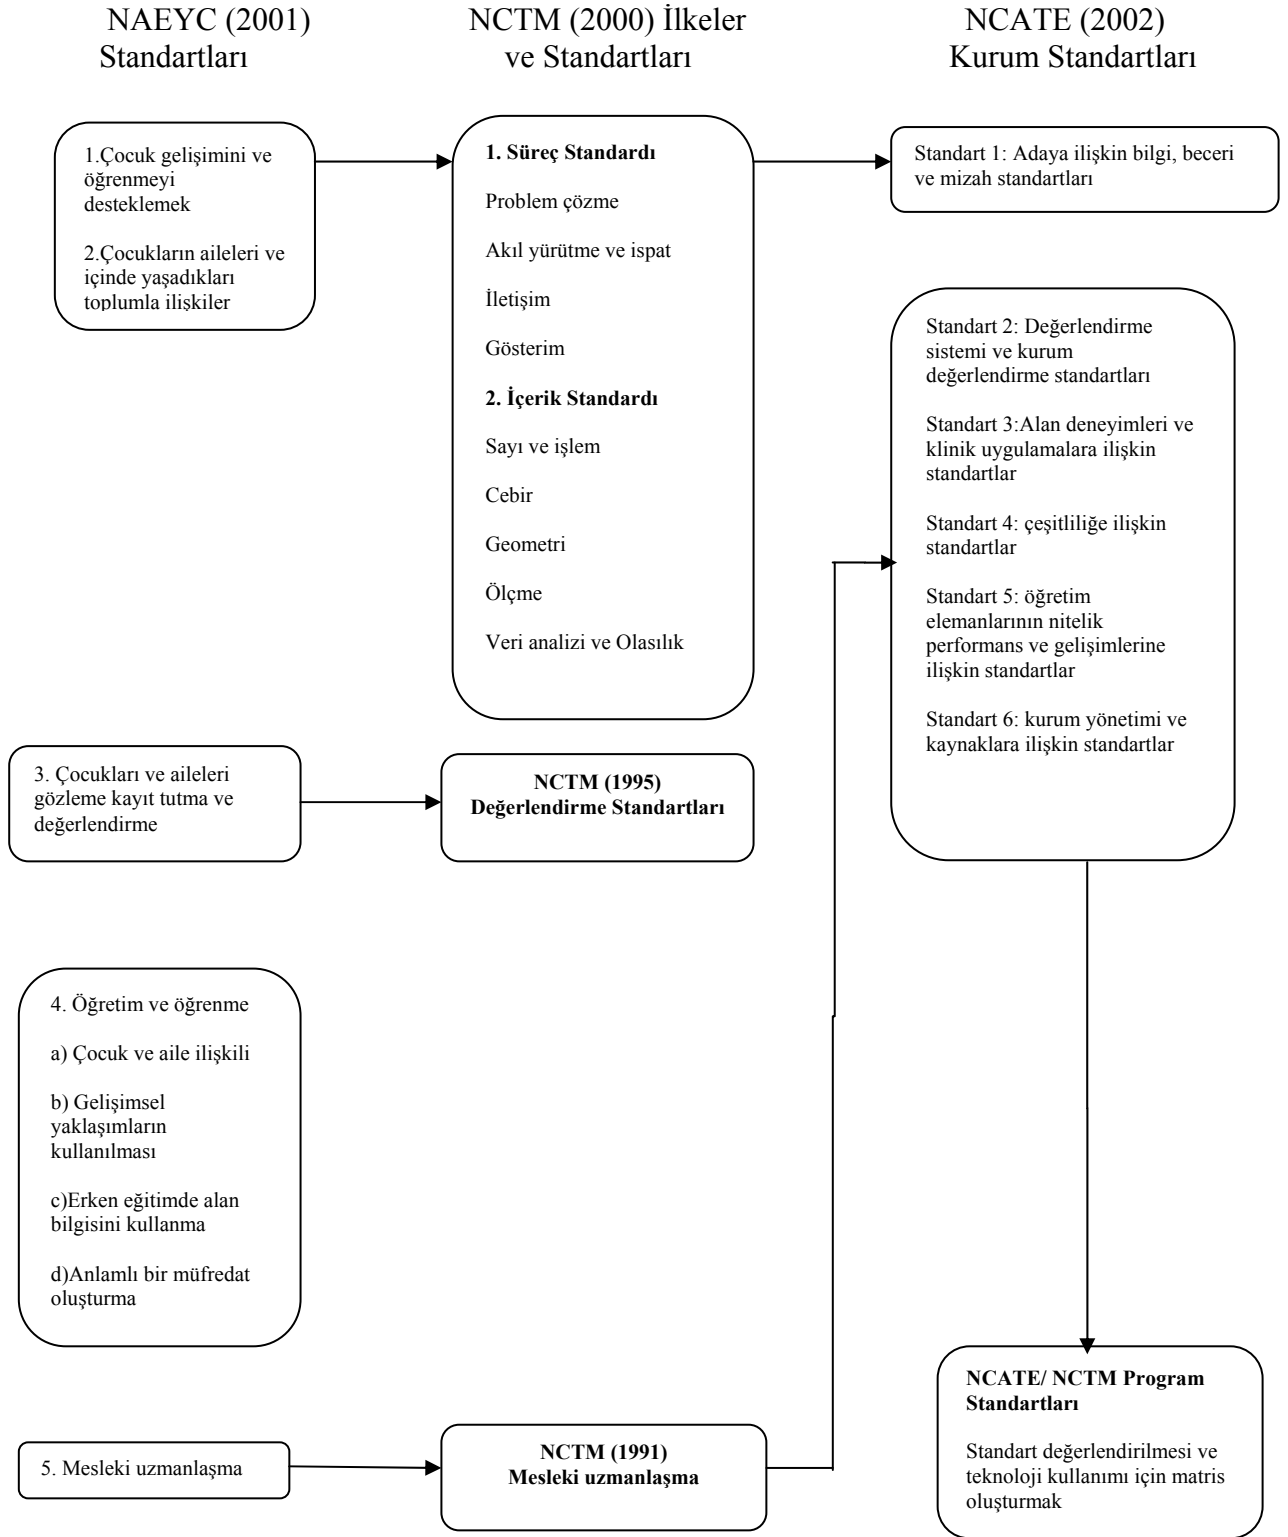 NAEYC (2001)
Standartları
NCTM (2000) İlkeler
ve Standartları
NCATE (2002)
Kurum Standartları
1.Çocuk gelişimini ve
öğrenmeyi
desteklemek
2.Çocukların aileleri ve
içinde yaşadıkları
toplumla ilişkiler
1. Süreç Standardı
Problem çözme
Akıl yürütme ve ispat
İletişim
Gösterim
2. İçerik Standardı
Sayı ve işlem
Cebir
Geometri
Ölçme
Veri analizi ve Olasılık
Standart 1: Adaya ilişkin bilgi, beceri
ve mizah standartları
Standart 2: Değerlendirme
sistemi ve kurum
değerlendirme standartları
Standart 3:Alan deneyimleri ve
klinik uygulamalara ilişkin
standartlar
Standart 4: çeşitliliğe ilişkin
standartlar
Standart 5: öğretim
elemanlarının nitelik
performans ve gelişimlerine
ilişkin standartlar
Standart 6: kurum yönetimi ve
kaynaklara ilişkin standartlar
3. Çocukları ve aileleri
gözleme kayıt tutma ve
değerlendirme
NCTM (1995)
Değerlendirme Standartları
4. Öğretim ve öğrenme
a) Çocuk ve aile ilişkili
b) Gelişimsel
yaklaşımların
kullanılması
c)Erken eğitimde alan
bilgisini kullanma
d)Anlamlı bir müfredat
oluşturma
5. Mesleki uzmanlaşma
NCTM (1991)
Mesleki uzmanlaşma
NCATE/ NCTM Program
Standartları
Standart değerlendirilmesi ve
teknoloji kullanımı için matris
oluşturmak